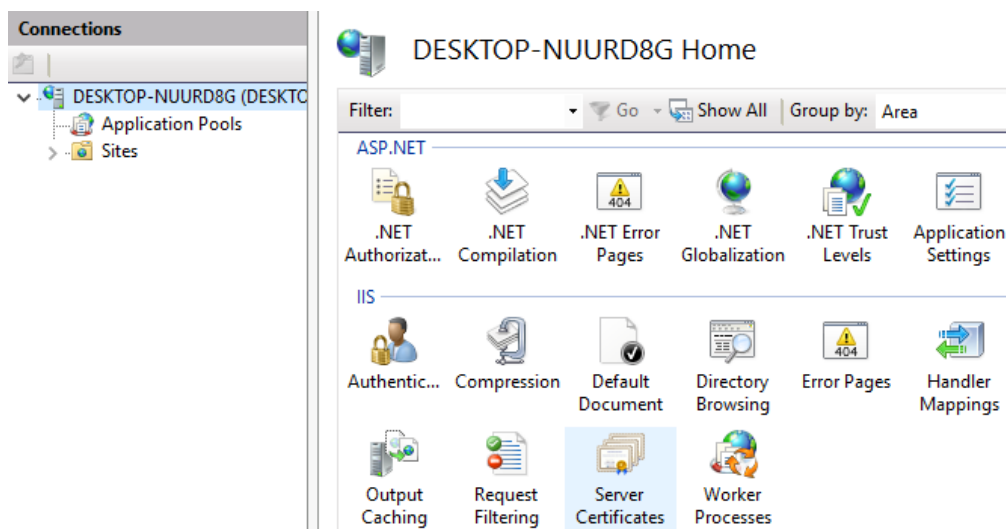 Connections
DESKTOP-NUURD8G (DESKTO
Application Pools
Sites
DESKTOP-NUURD8G Home
Filter: Go Show All Group by: Area
ASP.NET
.NET Authorizat...
.NET Compilation
404
.NET Error Pages
.NET Globalization
.NET Trust Levels
Application Settings
IIS
Authentic...
Compression
Default Document
Directory Browsing
404
Error Pages
Handler Mappings
Output Caching
Request Filtering
Server Certificates
Worker Processes